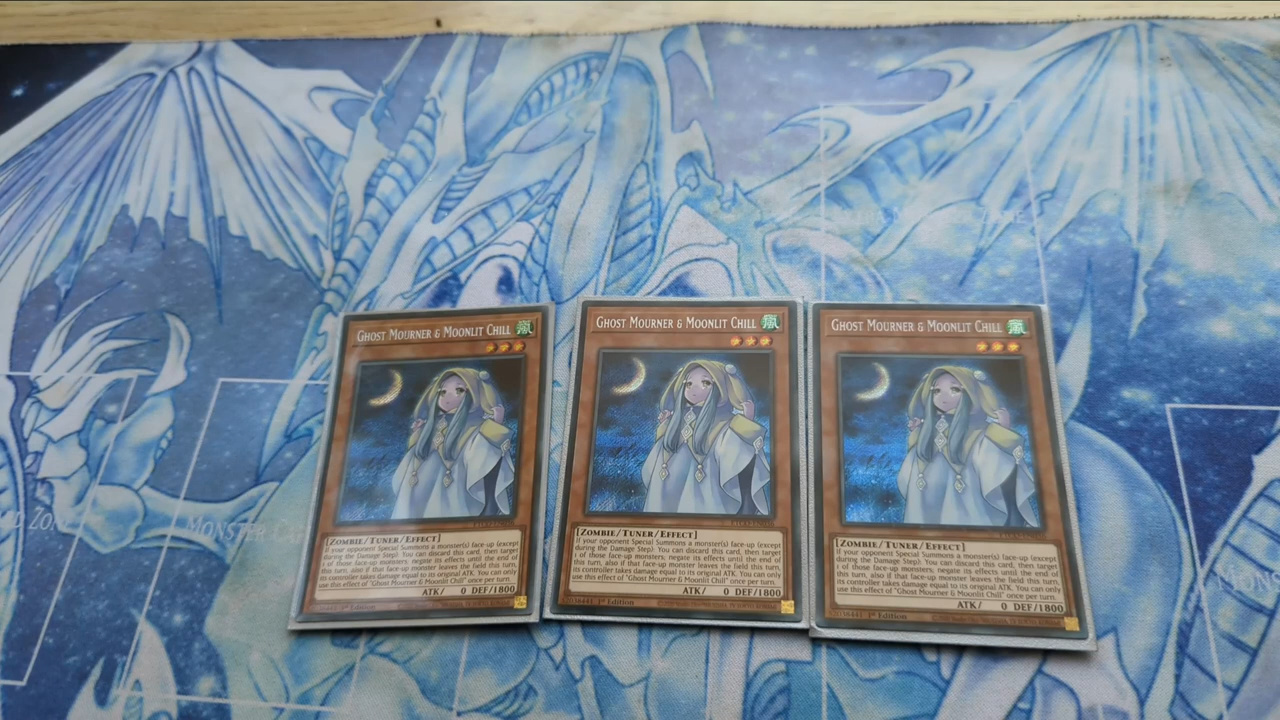 MONSTER
GHOST MOURNER & MOONLIT CHILL 風
[ZOMBIE/TUNER/EFFECT]
If your opponent Special Summons a monster(s) face-up (except
during the Damage Step): You can discard this card, then target
1 of those face-up monsters; negate its effects until the end of
this turn, also if that face-up monster leaves the field this turn,
its controller takes damage equal to its original ATK. You can only
use this effect of "Ghost Mourner & Moonlit Chill" once per turn.
ATK/ 0 DEF/1800
1st Edition
GHOST MOURNER & MOONLIT CHILL 風
[ZOMBIE/TUNER/EFFECT]
If your opponent Special Summons a monster(s) face-up (except
during the Damage Step): You can discard this card, then target
1 of those face-up monsters; negate its effects until the end of
this turn, also if that face-up monster leaves the field this turn,
its controller takes damage equal to its original ATK. You can only
use this effect of "Ghost Mourner & Moonlit Chill" once per turn.
ATK/ 0 DEF/1800
1st Edition
GHOST MOURNER & MOONLIT CHILL 風
[ZOMBIE/TUNER/EFFECT]
If your opponent Special Summons a monster(s) face-up (except
during the Damage Step): You can discard this card, then target
1 of those face-up monsters; negate its effects until the end of
this turn, also if that face-up monster leaves the field this turn,
its controller takes damage equal to its original ATK. You can only
use this effect of "Ghost Mourner & Moonlit Chill" once per turn.
ATK/ 0 DEF/1800
1st Edition